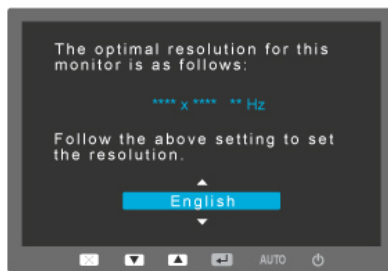 The optimal resolution for this
monitor is as follows:
**** x **** ** Hz
Follow the above setting to set
the resolution.
English
AUTO